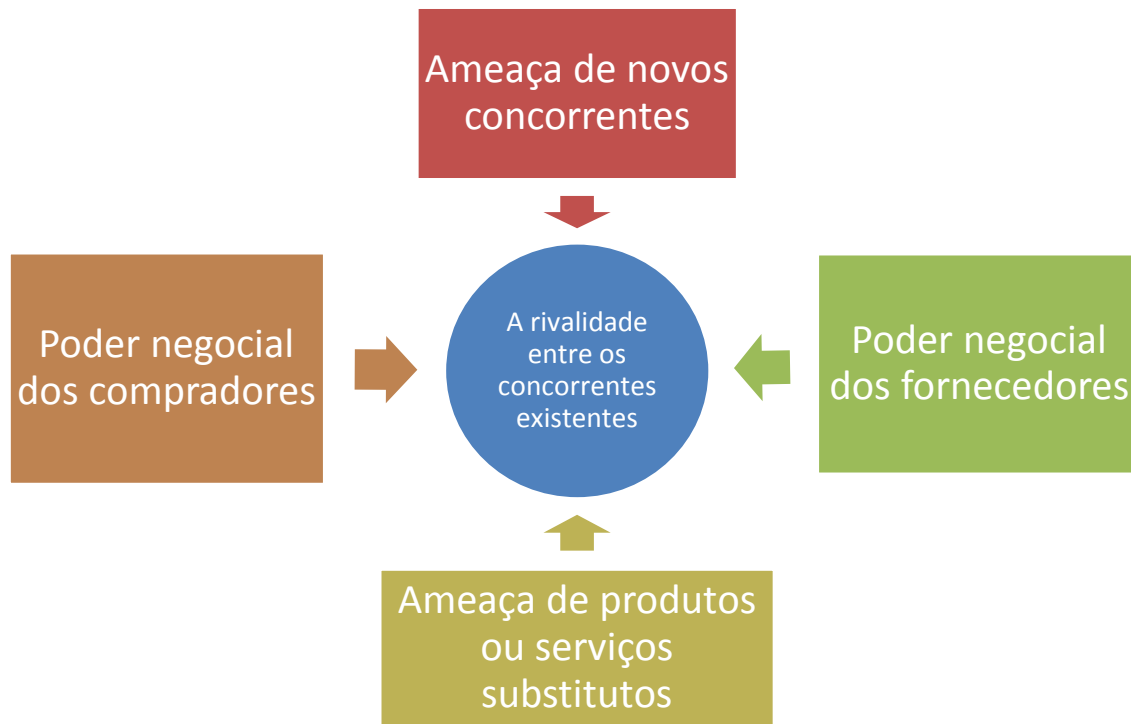 Ameaça de novos
concorrentes
Poder negocial
dos compradores
A rivalidade
entre os
concorrentes
existentes
Poder negocial
dos fornecedores
Ameaça de produtos
ou serviços
substitutos